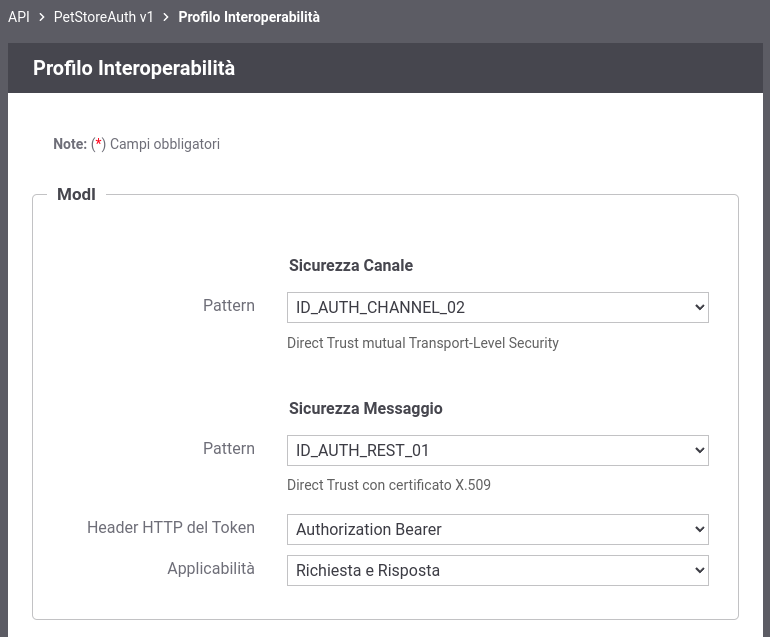 API > PetStoreAuth v1 > Profilo Interoperabilità
Profilo Interoperabilità
Note: (*) Campi obbligatori
ModI
Sicurezza Canale
Pattern ID_AUTH_CHANNEL_02
Direct Trust mutual Transport-Level Security
Sicurezza Messaggio
Pattern ID_AUTH_REST_01
Direct Trust con certificato X.509
Header HTTP del Token Authorization Bearer
Applicabilità Richiesta e Risposta